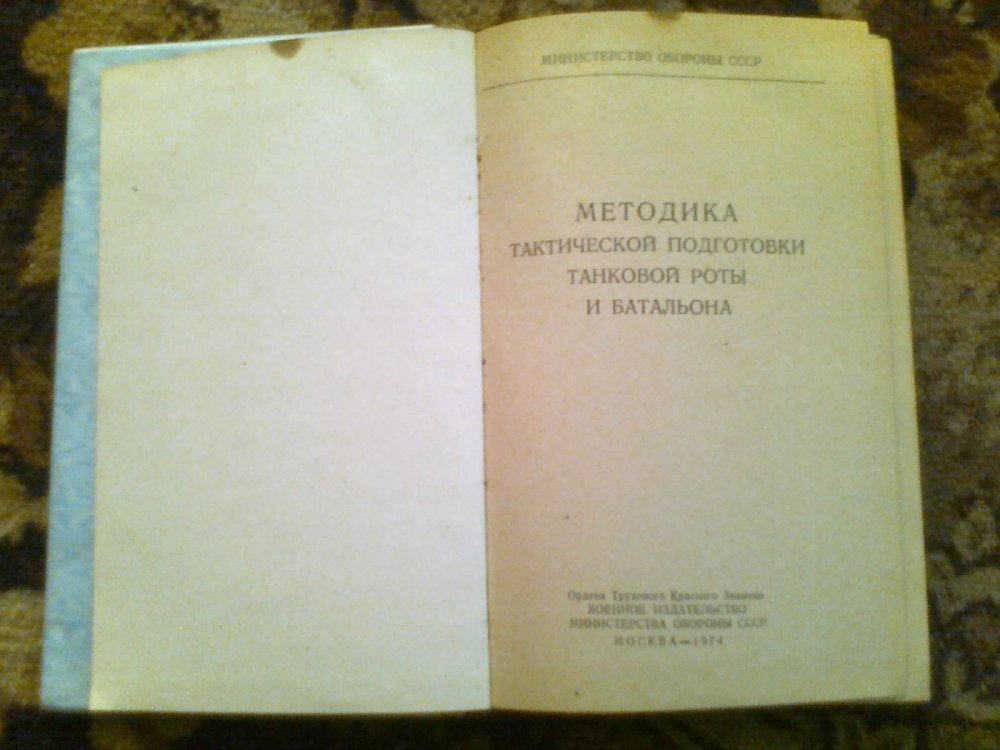 МИНИСТЕРСТВО ОБОРОНЫ СССР
МЕТОДИКА
ТАКТИЧЕСКОЙ ПОДГОТОВКИ
ТАНКОВОЙ РОТЫ
И БАТАЛЬОНА
Ордена Трудового Красного Знамени
ВОЕННОЕ ИЗДАТЕЛЬСТВО
МИНИСТЕРСТВА ОБОРОНЫ СССР
МОСКВА — 1974